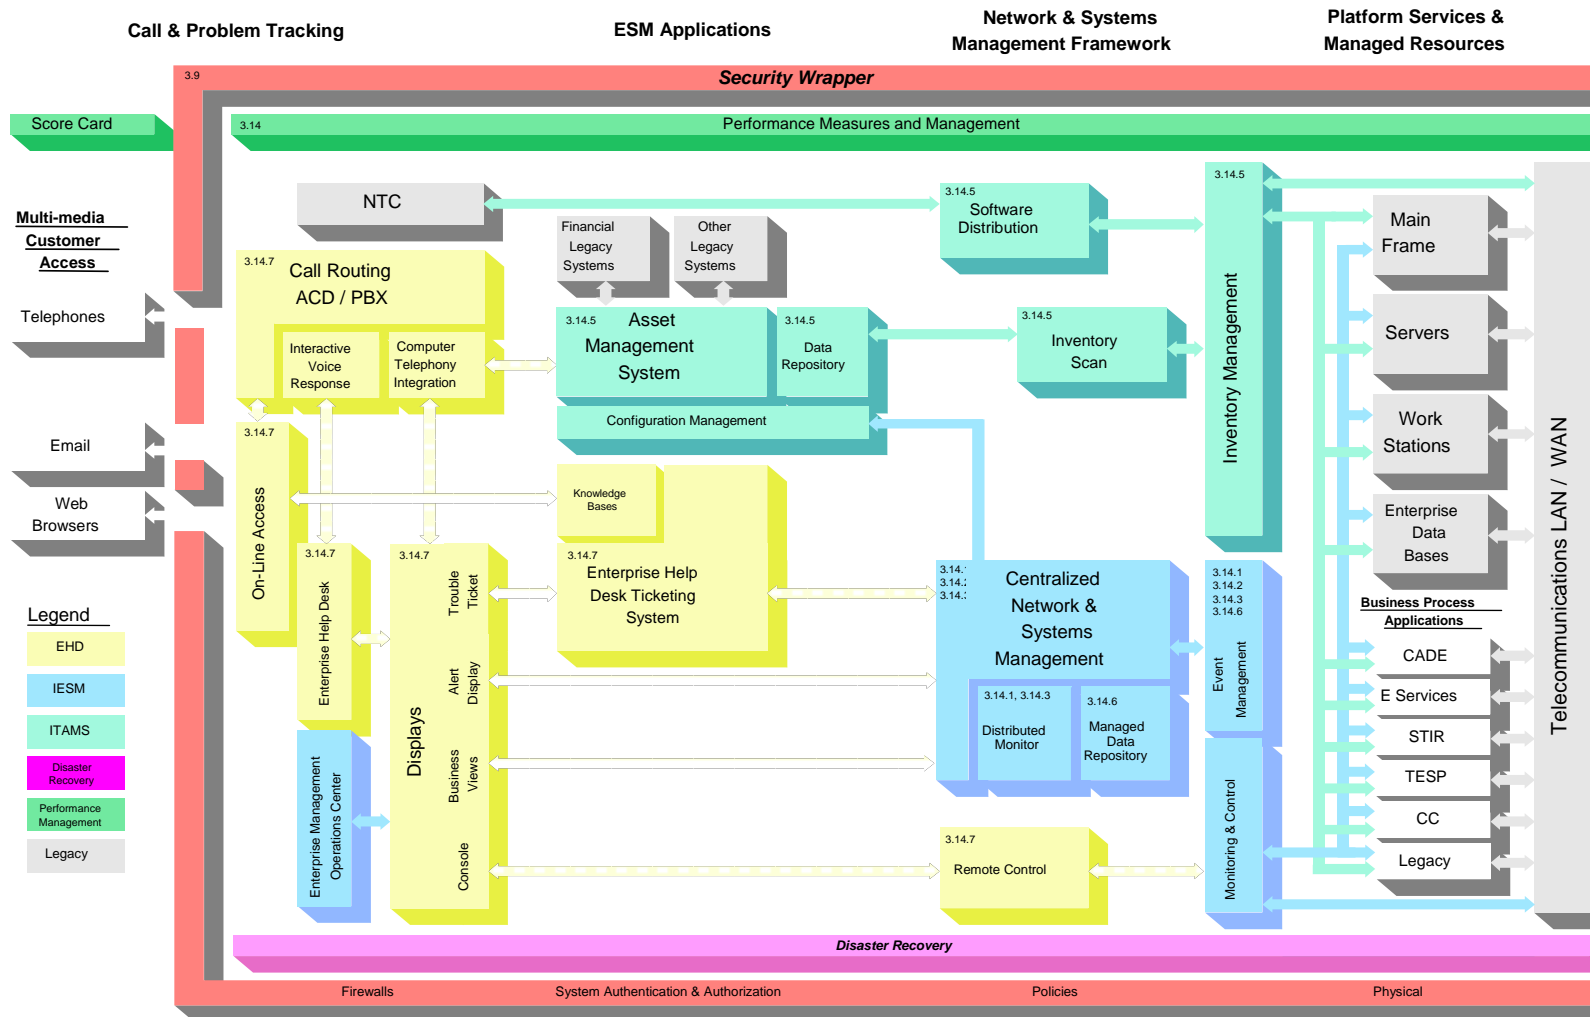 Call & Problem Tracking
ESM Applications
Network & Systems
Management Framework
Platform Services &
Managed Resources
3.9
Security Wrapper
Score Card
3.14
Performance Measures and Management
Multi-media
Customer
Access
Telephones
Email
Web
Browsers
Legend
EHD
IESM
ITAMS
Disaster
Recovery
Performance
Management
Legacy
NTC
3.14.7
Call Routing
ACD / PBX
Interactive
Voice
Response
Computer
Telephony
Integration
3.14.7
On-Line Access
3.14.7
Enterprise Help Desk
Enterprise Management
Operations Center
3.14.7
Displays
Trouble
Ticket
Alert
Display
Business
Views
Console
Financial
Legacy
Systems
Other
Legacy
Systems
3.14.5
Asset
Management
System
3.14.5
Data
Repository
Configuration Management
Knowledge
Bases
3.14.7
Enterprise Help
Desk Ticketing
System
3.14.5
Software
Distribution
3.14.5
Inventory
Scan
3.14.1
3.14.2
3.14.3
Centralized
Network &
Systems
Management
3.14.1, 3.14.3
Distributed
Monitor
3.14.6
Managed
Data
Repository
3.14.7
Remote Control
3.14.5
Inventory Management
3.14.1
3.14.2
3.14.3
3.14.6
Event
Management
Monitoring & Control
Main
Frame
Servers
Work
Stations
Enterprise
Data
Bases
Business Process
Applications
CADE
E Services
STIR
TESP
CC
Legacy
Telecommunications LAN / WAN
Disaster Recovery
Firewalls
System Authentication & Authorization
Policies
Physical